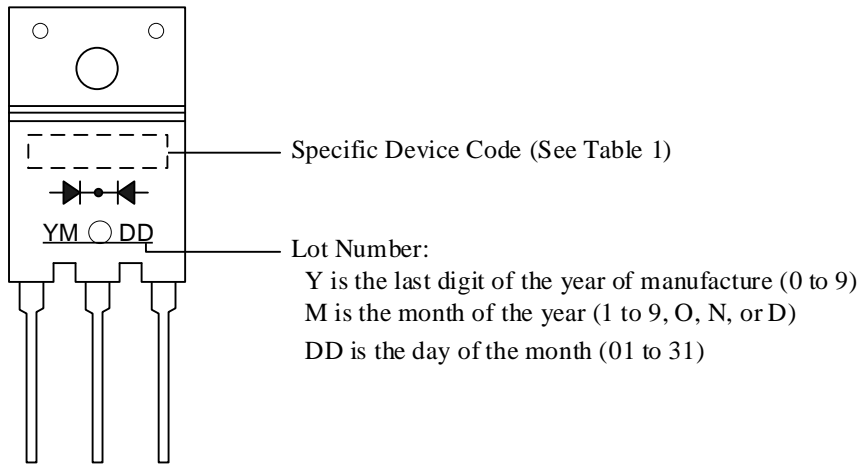 Specific Device Code (See Table 1)
YM DD
Lot Number:
Y is the last digit of the year of manufacture (0 to 9)
M is the month of the year (1 to 9, O, N, or D)
DD is the day of the month (01 to 31)